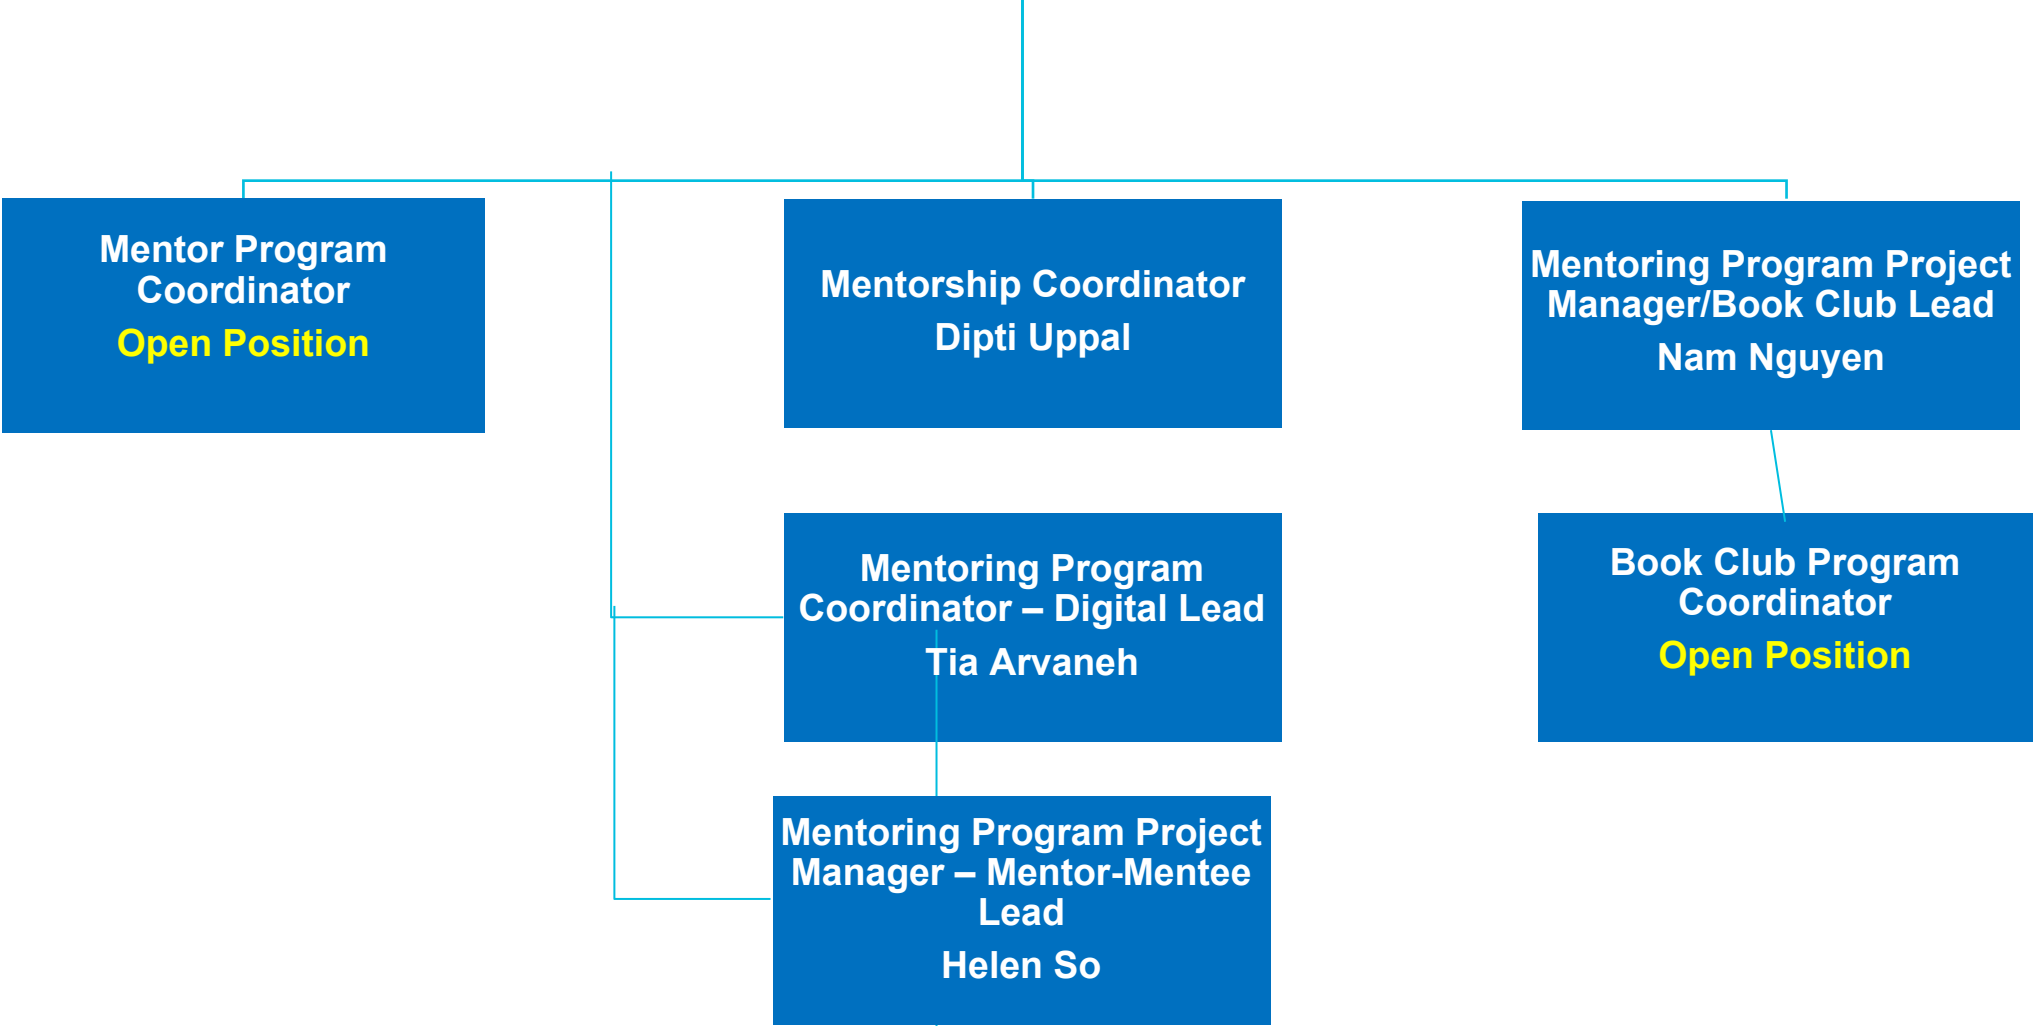 Mentor Program
Coordinator
Open Position
Mentorship Coordinator
Dipti Uppal
Mentoring Program Project
Manager/Book Club Lead
Nam Nguyen
Mentoring Program
Coordinator – Digital Lead
Tia Arvaneh
Book Club Program
Coordinator
Open Position
Mentoring Program Project
Manager – Mentor-Mentee
Lead
Helen So